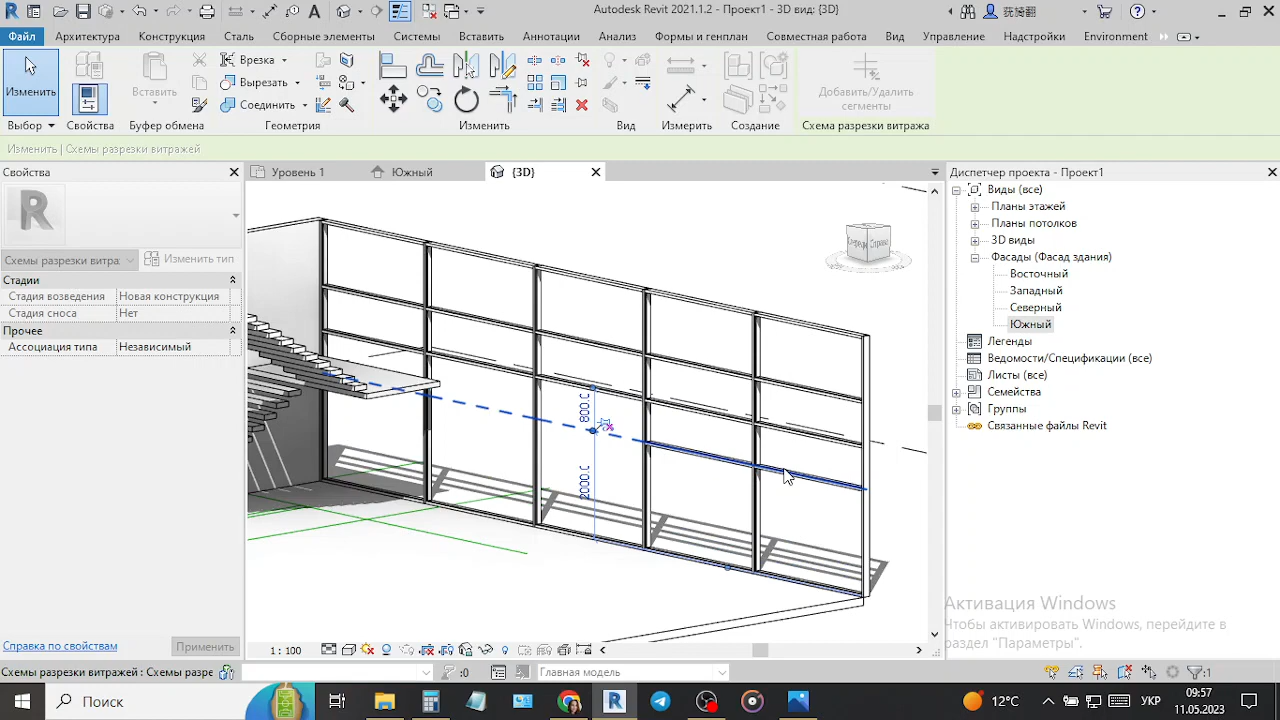 Autodesk Revit 2021.1.2 - Проект1 - Вид: {3D}
Файл Архитектура Конструкция Сталь Сборные элементы Системы Вставить Аннотации Анализ Формы и генплан Совместная работа Вид Управление Надстройки Environment
Изменить
Вставить
Врезка
Вырезать
Соединить
Добавить/Удалить
сегменты
Выбор Свойства Буфер обмена Геометрия Изменить Вид Измерить Создание Схема разрезки витража
Изменить | Схемы разрезки витражей
Свойства
Уровень 1 Южный {3D}
Диспетчер проекта - Проект1
R
Схемы разрезки витра: Изменить тип
Стадии
Стадия возведения Новая конструкция
Стадия сноса Нет
Прочее
Ассоциация типа Независимый
Справка по свойствам Применить
800.0
2000.0
Спереди Справа
Виды (все)
Планы этажей
Планы потолков
3D виды
Фасады (Фасад здания)
Восточный
Западный
Северный
Южный
Легенды
Ведомости/Спецификации (все)
Листы (все)
Семейства
Группы
Связанные файлы Revit
Активация Windows
Чтобы активировать Windows, перейдите в
раздел "Параметры".
1 : 100
Схемы разрезки витражей : Схемы разре :0 Главная модель :1
Поиск
12°C
УКР
09:57
11.05.2023